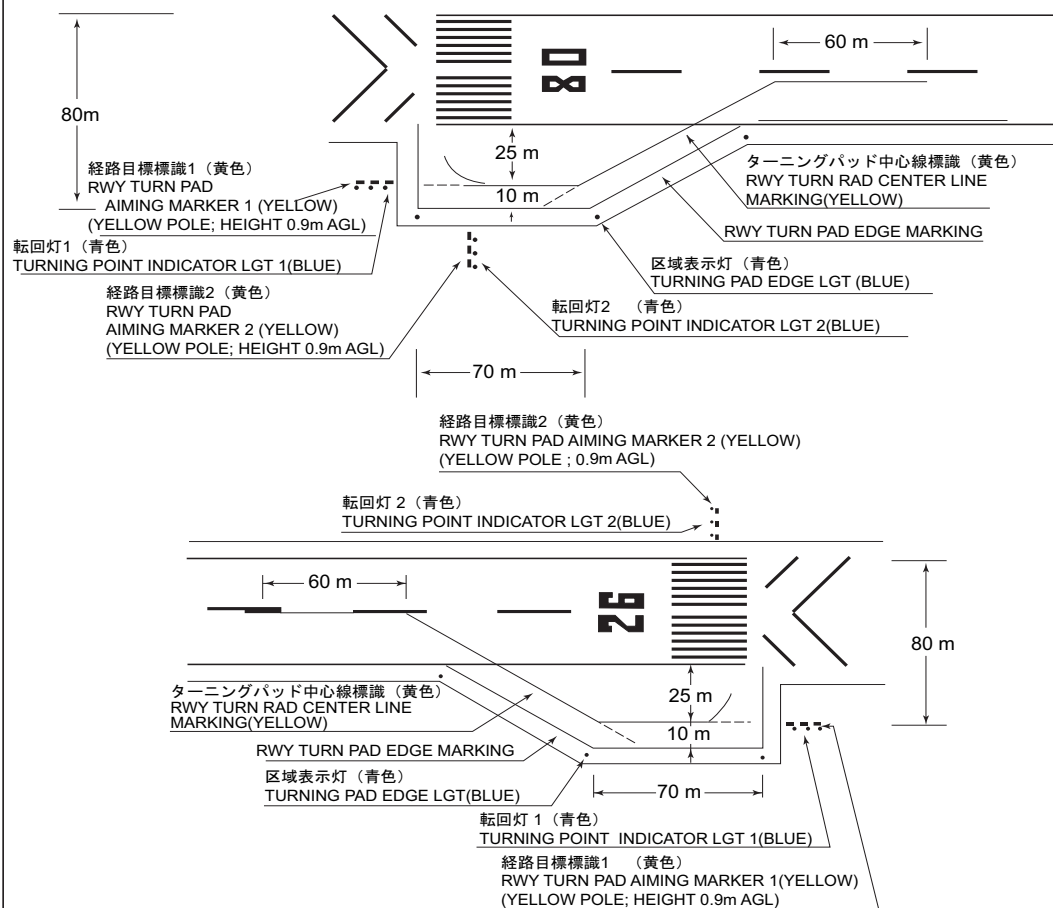 60 m
08
80m
25 m
10 m
経路目標標識1（黄色）
RWY TURN PAD
AIMING MARKER 1 (YELLOW)
(YELLOW POLE; HEIGHT 0.9m AGL)
ターニングパッド中心線標識（黄色）
RWY TURN RAD CENTER LINE
MARKING(YELLOW)
RWY TURN PAD EDGE MARKING
転回灯1（青色）
TURNING POINT INDICATOR LGT 1(BLUE)
区域表示灯（青色）
TURNING PAD EDGE LGT (BLUE)
経路目標標識2（黄色）
RWY TURN PAD
AIMING MARKER 2 (YELLOW)
(YELLOW POLE; HEIGHT 0.9m AGL)
転回灯2　（青色）
TURNING POINT INDICATOR LGT 2(BLUE)
70 m
経路目標標識2（黄色）
RWY TURN PAD AIMING MARKER 2 (YELLOW)
(YELLOW POLE ; 0.9m AGL)
転回灯 2（青色）
TURNING POINT INDICATOR LGT 2(BLUE)
60 m
26
80 m
25 m
10 m
ターニングパッド中心線標識（黄色）
RWY TURN RAD CENTER LINE
MARKING(YELLOW)
RWY TURN PAD EDGE MARKING
区域表示灯（青色）
TURNING PAD EDGE LGT(BLUE)
70 m
転回灯 1（青色）
TURNING POINT INDICATOR LGT 1(BLUE)
経路目標標識1　（黄色）
RWY TURN PAD AIMING MARKER 1(YELLOW)
(YELLOW POLE; HEIGHT 0.9m AGL)